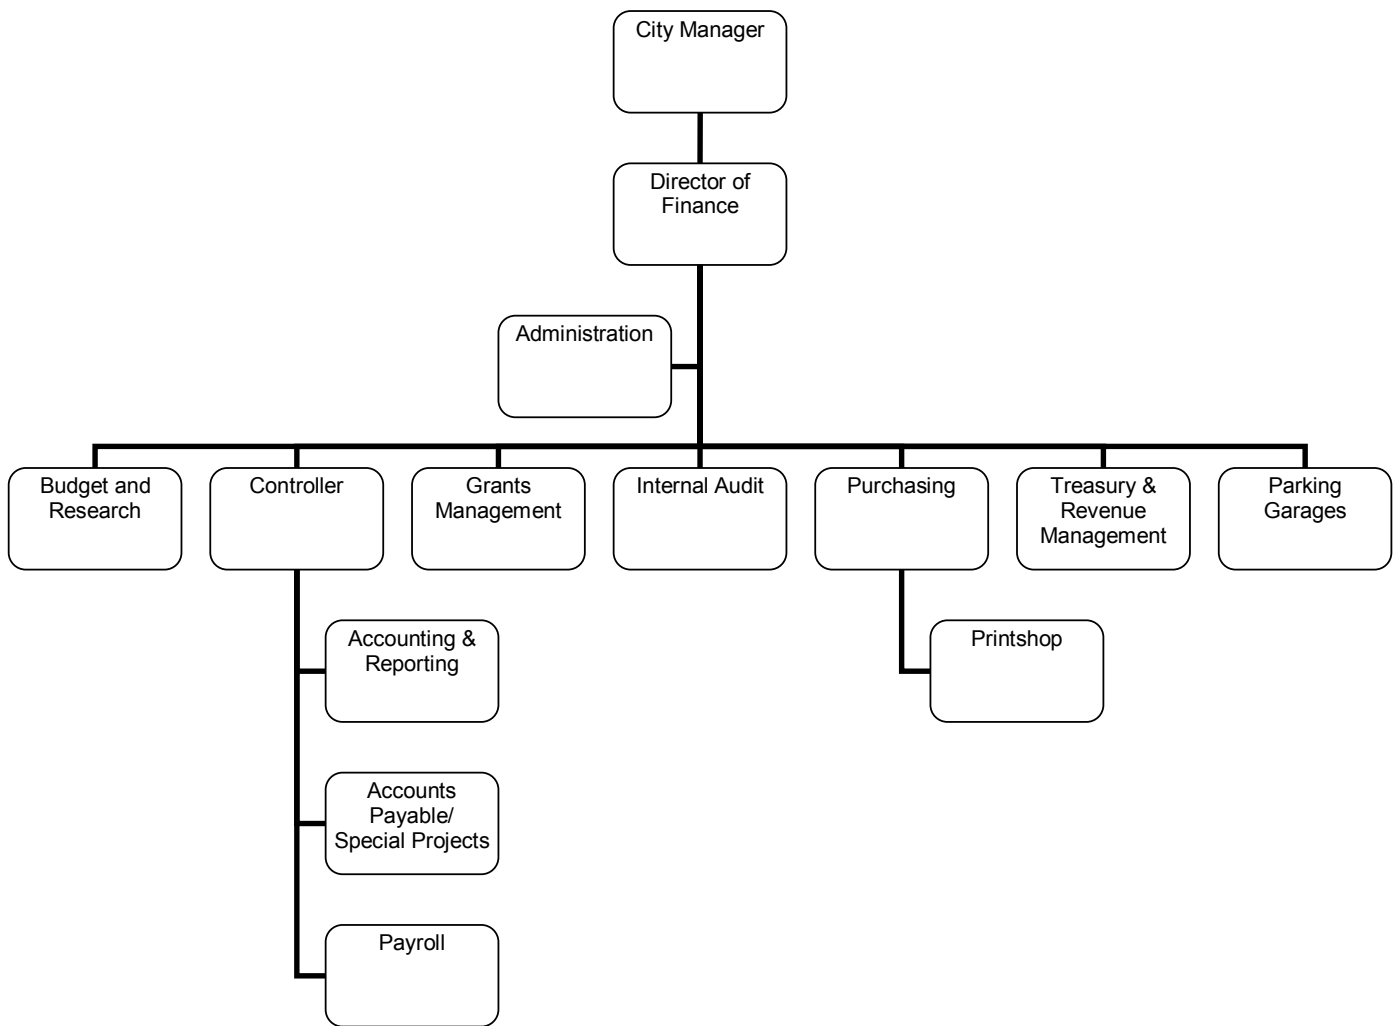 City Manager
Director of
Finance
Administration
Budget and
Research
Controller
Grants
Management
Internal Audit
Purchasing
Treasury &
Revenue
Management
Parking
Garages
Accounting &
Reporting
Printshop
Accounts
Payable/
Special Projects
Payroll